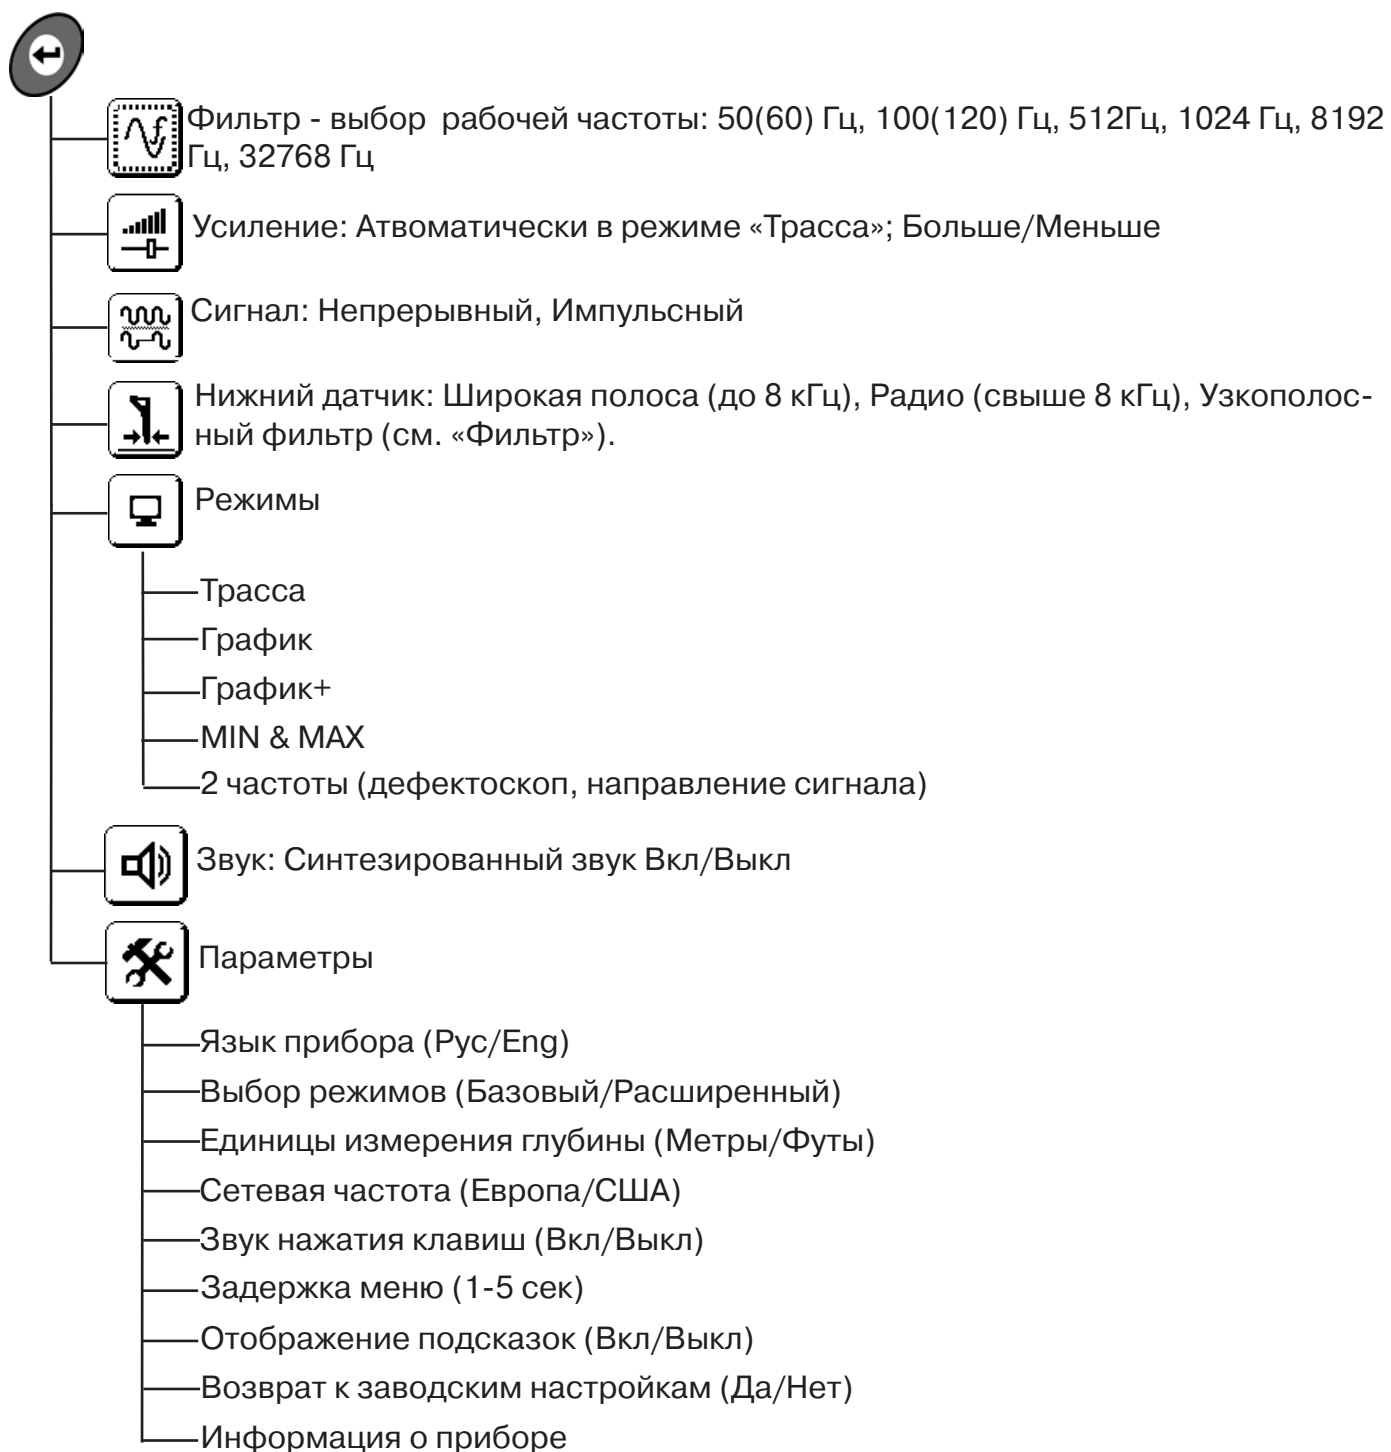 Фильтр - выбор рабочей частоты: 50(60) Гц, 100(120) Гц, 512Гц, 1024 Гц, 8192
Гц, 32768 Гц
Усиление: Атвоматически в режиме «Трасса»; Больше/Меньше
Сигнал: Непрерывный, Импульсный
Нижний датчик: Широкая полоса (до 8 кГц), Радио (свыше 8 кГц), Узкополос-
ный фильтр (см. «Фильтр»).
Режимы
Трасса
График
График+
MIN & MAX
2 частоты (дефектоскоп, направление сигнала)
Звук: Синтезированный звук Вкл/Выкл
Параметры
Язык прибора (Рус/Eng)
Выбор режимов (Базовый/Расширенный)
Единицы измерения глубины (Метры/Футы)
Сетевая частота (Европа/США)
Звук нажатия клавиш (Вкл/Выкл)
Задержка меню (1-5 сек)
Отображение подсказок (Вкл/Выкл)
Возврат к заводским настройкам (Да/Нет)
Информация о приборе